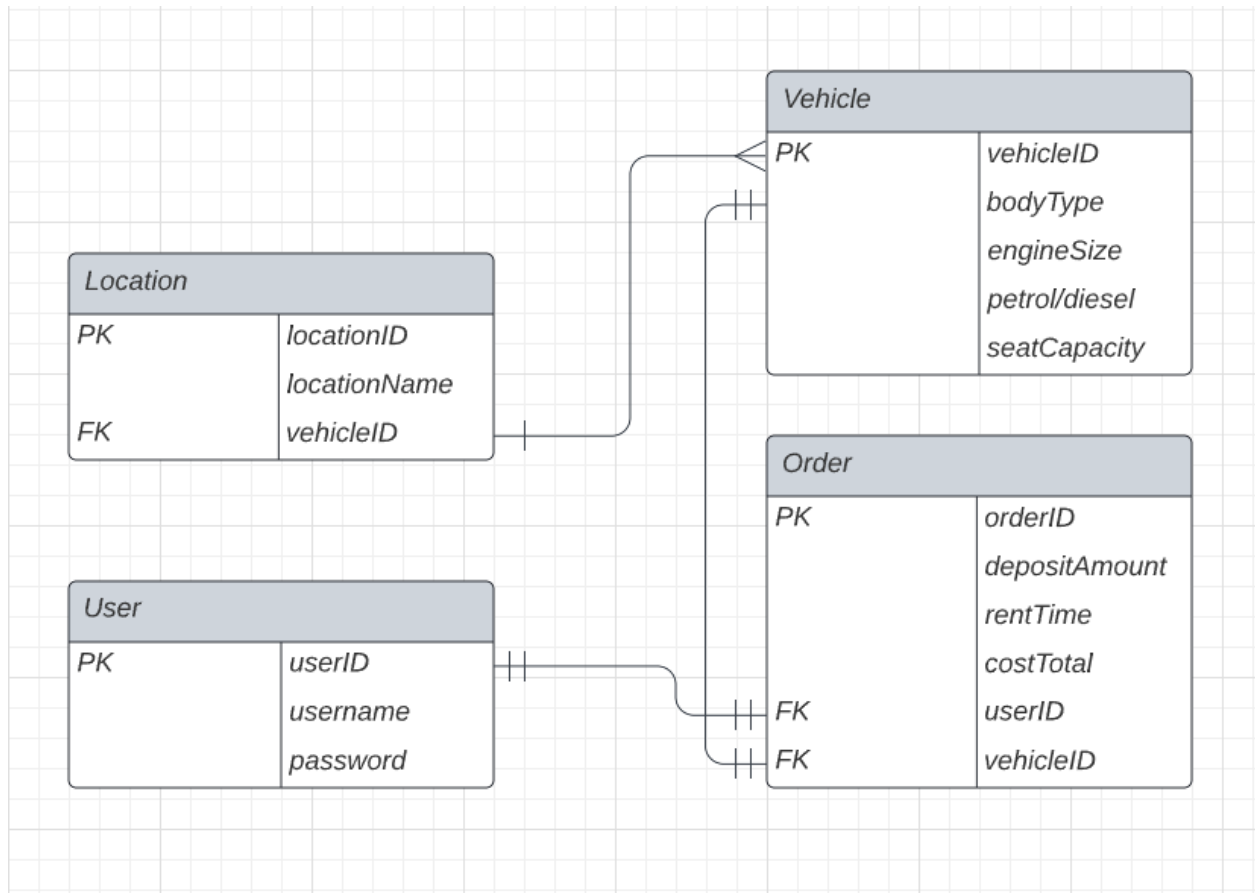 Vehicle
PK vehicleID
bodyType
engineSize
petrol/diesel
seatCapacity
Location
PK locationID
locationName
FK vehicleID
Order
PK orderID
depositAmount
rentTime
costTotal
FK userID
FK vehicleID
User
PK userID
username
password